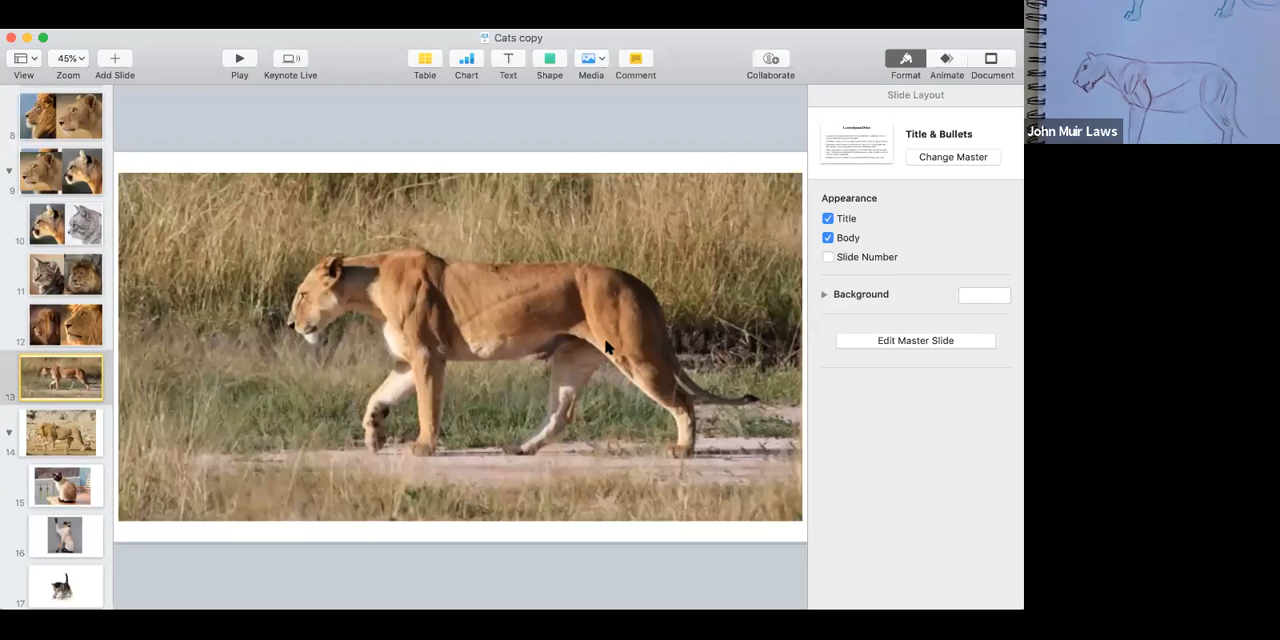 Cats copy
45%
View
Zoom
Add Slide
Play
Keynote Live
Table
Chart
Text
Shape
Media
Comment
Collaborate
Format
Animate
Document
Slide Layout
Title & Bullets
Change Master
Appearance
Title
Body
Slide Number
Background
Edit Master Slide
8
9
10
11
12
13
14
15
16
17
John Muir Laws